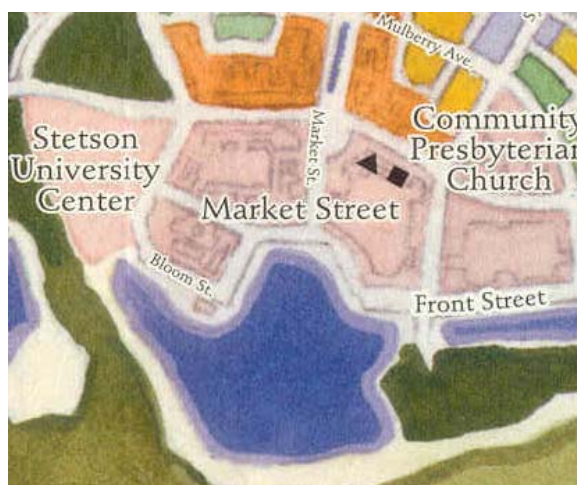 Mulberry Ave.
Market St.
Community
Presbyterian
Church
Stetson
University
Center
Market Street
Bloom St.
Front Street